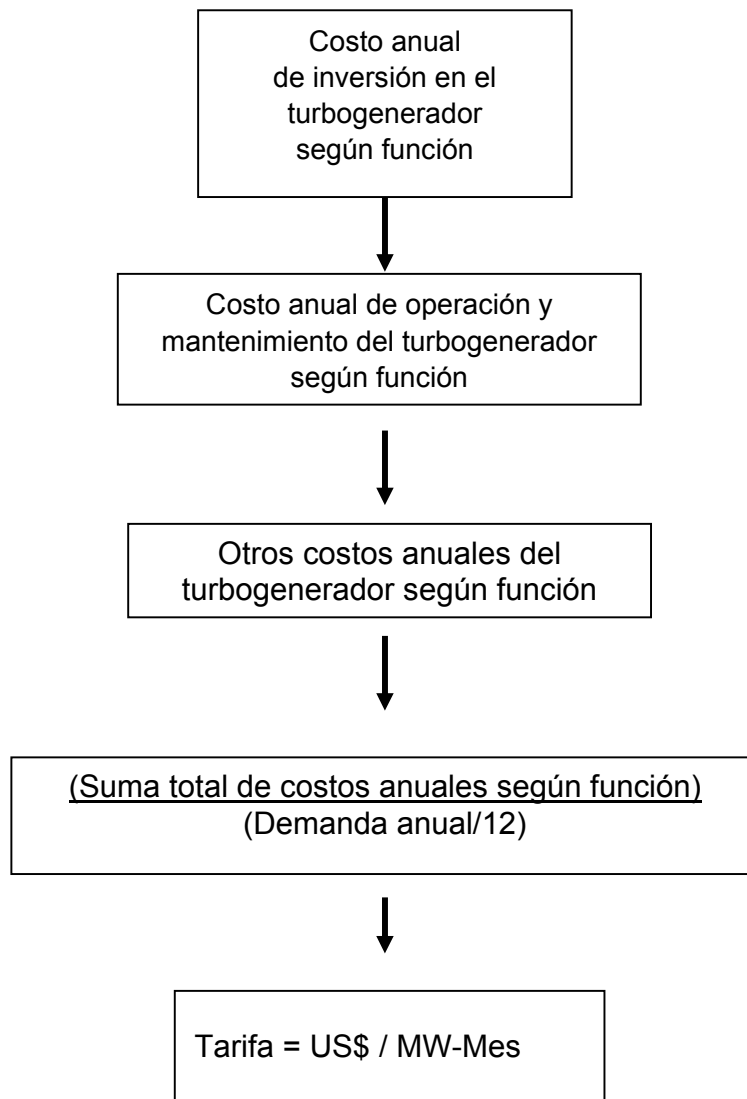 Costo anual
de inversión en el
turbogenerador
según función
Costo anual de operación y
mantenimiento del turbogenerador
según función
Otros costos anuales del
turbogenerador según función
(Suma total de costos anuales según función)
(Demanda anual/12)
Tarifa = US$ / MW-Mes